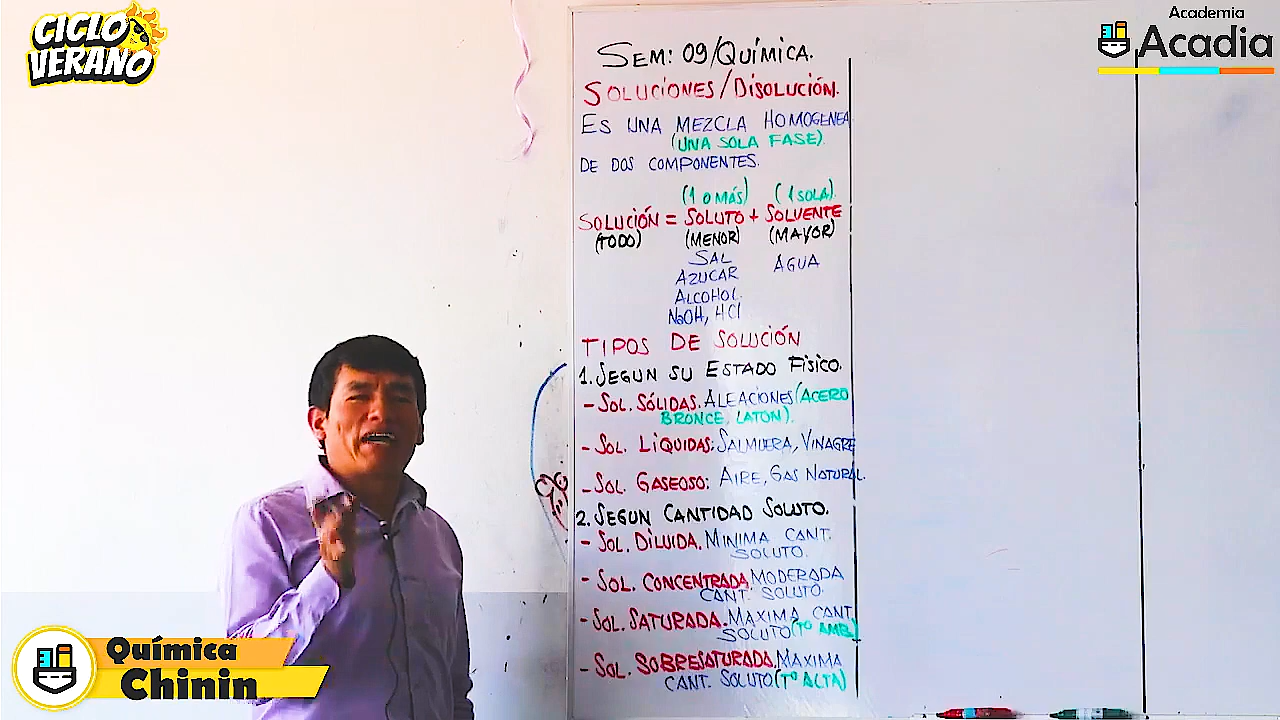 CICLO
VERANO
Academia
Acadia
SEM: 09/QUÍMICA.
SOLUCIONES/DISOLUCIÓN.
ES UNA MEZCLA HOMOGENEA
(UNA SOLA FASE)
DE DOS COMPONENTES.
(1 O MÁS) (1 SOLA)
SOLUCIÓN = SOLUTO + SOLVENTE
(TODO) (MENOR) (MAYOR)
SAL AGUA
AZUCAR
ALCOHOL.
NaOH, HCl
TIPOS DE SOLUCIÓN
1. SEGUN SU ESTADO FÍSICO.
- SOL. SÓLIDAS. ALEACIONES (ACERO
BRONCE, LATON).
- SOL. LÍQUIDAS: SALMUERA, VINAGRE
- SOL. GASEOSO: AIRE, GAS NATURAL.
2. SEGUN CANTIDAD SOLUTO.
- SOL. DILUIDA. MINIMA CANT.
SOLUTO.
- SOL. CONCENTRADA. MODERADA
CANT. SOLUTO.
- SOL. SATURADA. MAXIMA CANT.
SOLUTO (T° AMB)
- SOL. SOBRESATURADA. MAXIMA
CANT. SOLUTO (T° ALTA)
Química
Chinin